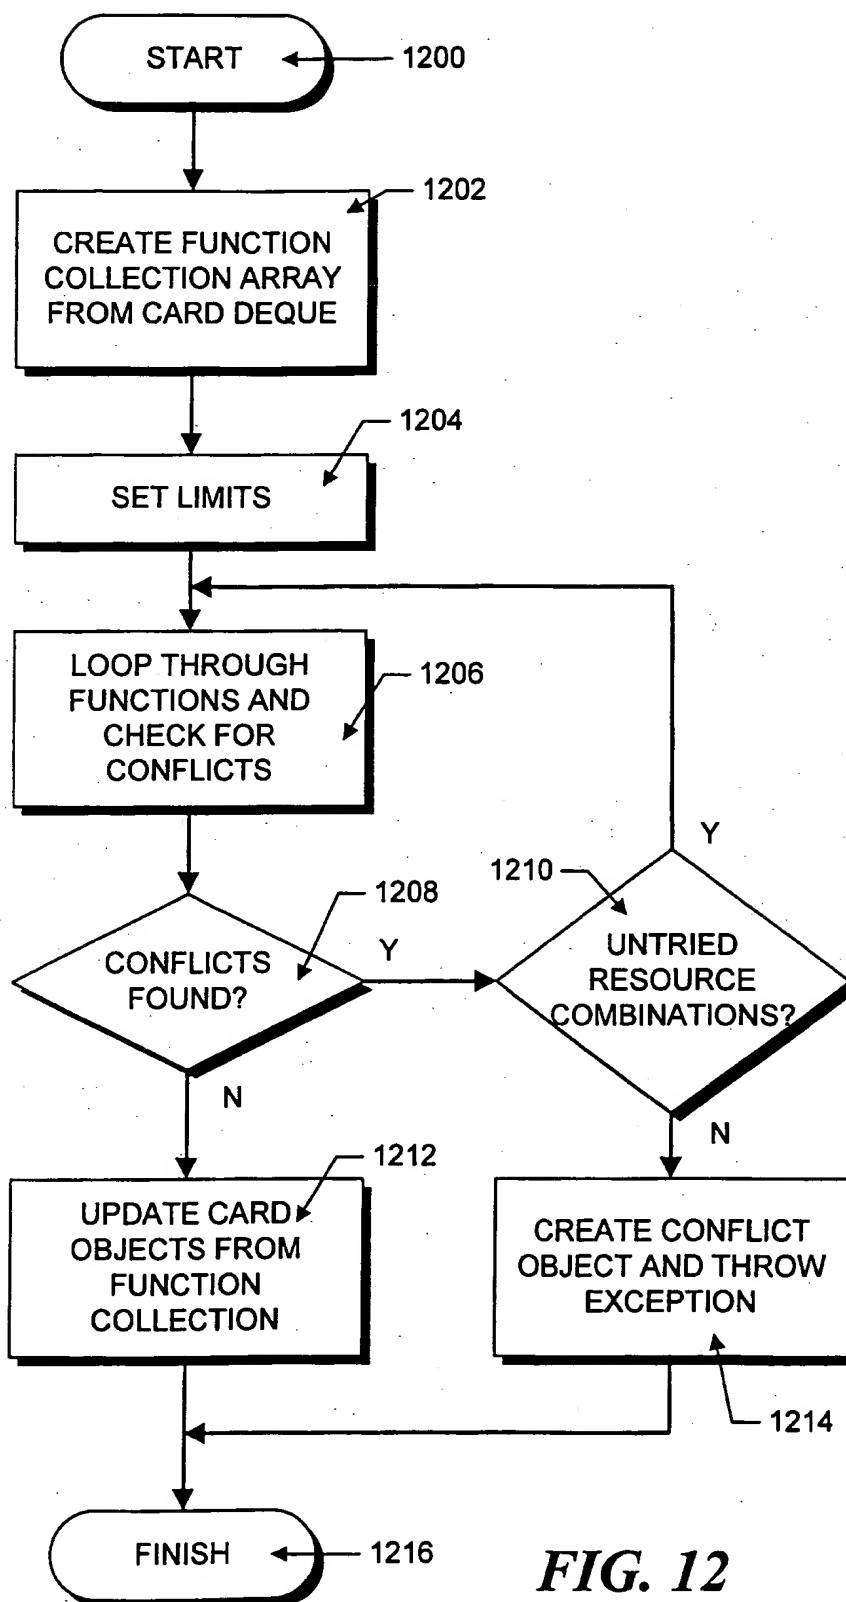 START
1200
1202
CREATE FUNCTION
COLLECTION ARRAY
FROM CARD DEQUE
1204
SET LIMITS
LOOP THROUGH
FUNCTIONS AND
CHECK FOR
CONFLICTS
1206
Y
1210
1208
CONFLICTS
FOUND?
Y
UNTRIED
RESOURCE
COMBINATIONS?
N
N
1212
UPDATE CARD
OBJECTS FROM
FUNCTION
COLLECTION
CREATE CONFLICT
OBJECT AND THROW
EXCEPTION
1214
FINISH
1216
FIG. 12